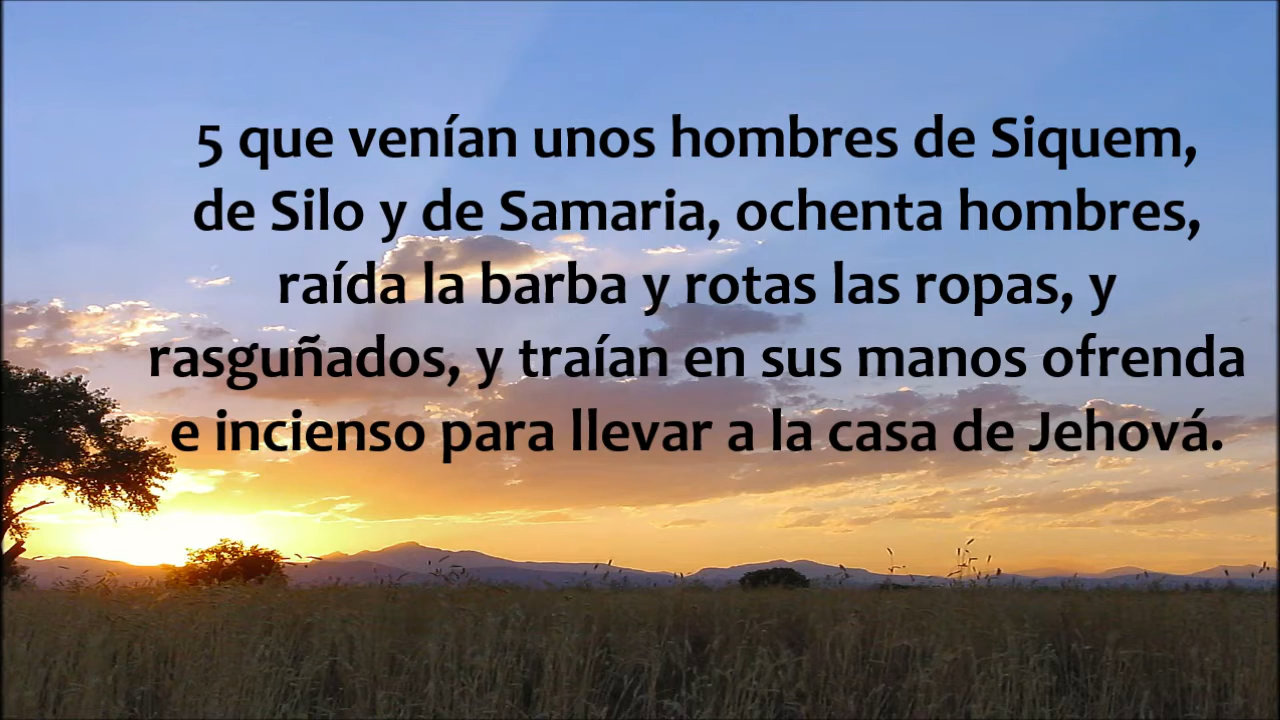 5 que venían unos hombres de Siquem,
de Silo y de Samaria, ochenta hombres,
raída la barba y rotas las ropas, y
rasguñados, y traían en sus manos ofrenda
e incienso para llevar a la casa de Jehová.